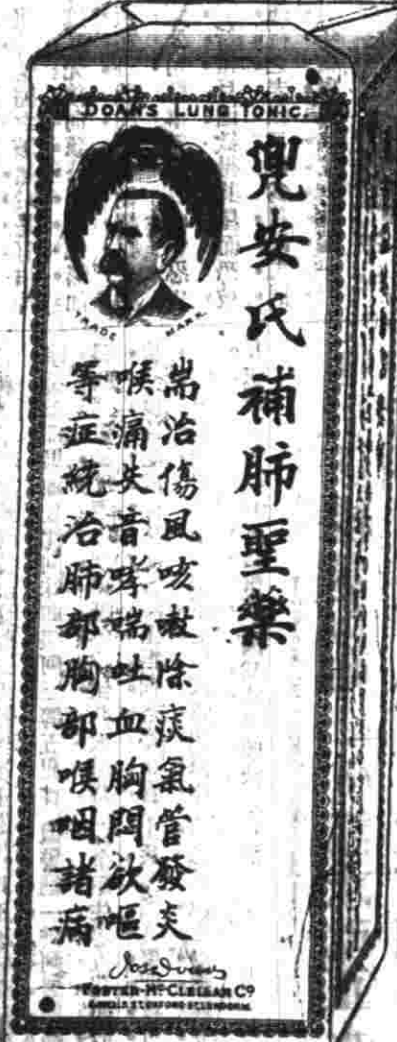 DOAN'S LUNG TONIC
TRADE MARK
兜安氏補肺聖藥
耑治傷風咳嗽除痰氣管發炎
喉痛失音哮喘吐血胸悶欲嘔
等症統治肺部胸部喉咽諸病
FOSTER-MCCLELLAN Cº